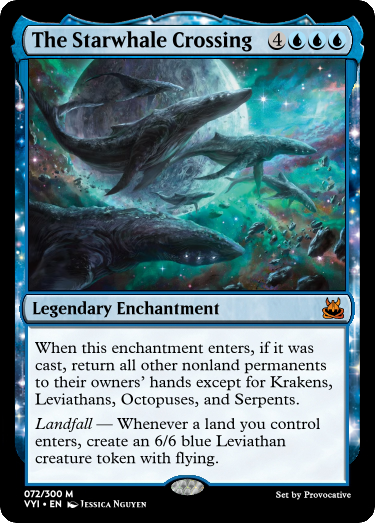 The Starwhale Crossing 4
Legendary Enchantment
When this enchantment enters, if it was
cast, return all other nonland permanents
to their owners' hands except for Krakens,
Leviathans, Octopuses, and Serpents.
Landfall — Whenever a land you control
enters, create an 6/6 blue Leviathan
creature token with flying.
072/300 M
VYI • EN Jessica Nguyen
Set by Provocative